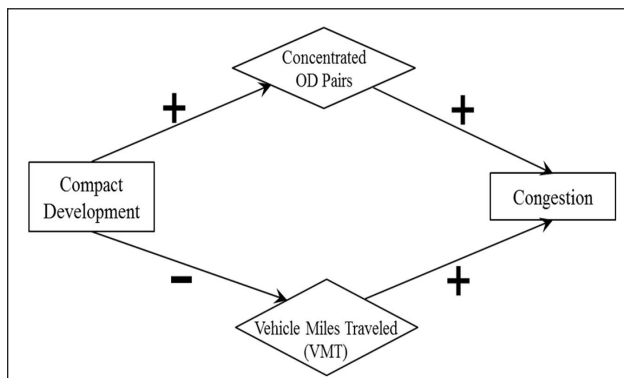 Concentrated
OD Pairs
+
+
Compact
Development
Congestion
-
+
Vehicle Miles Traveled
(VMT)